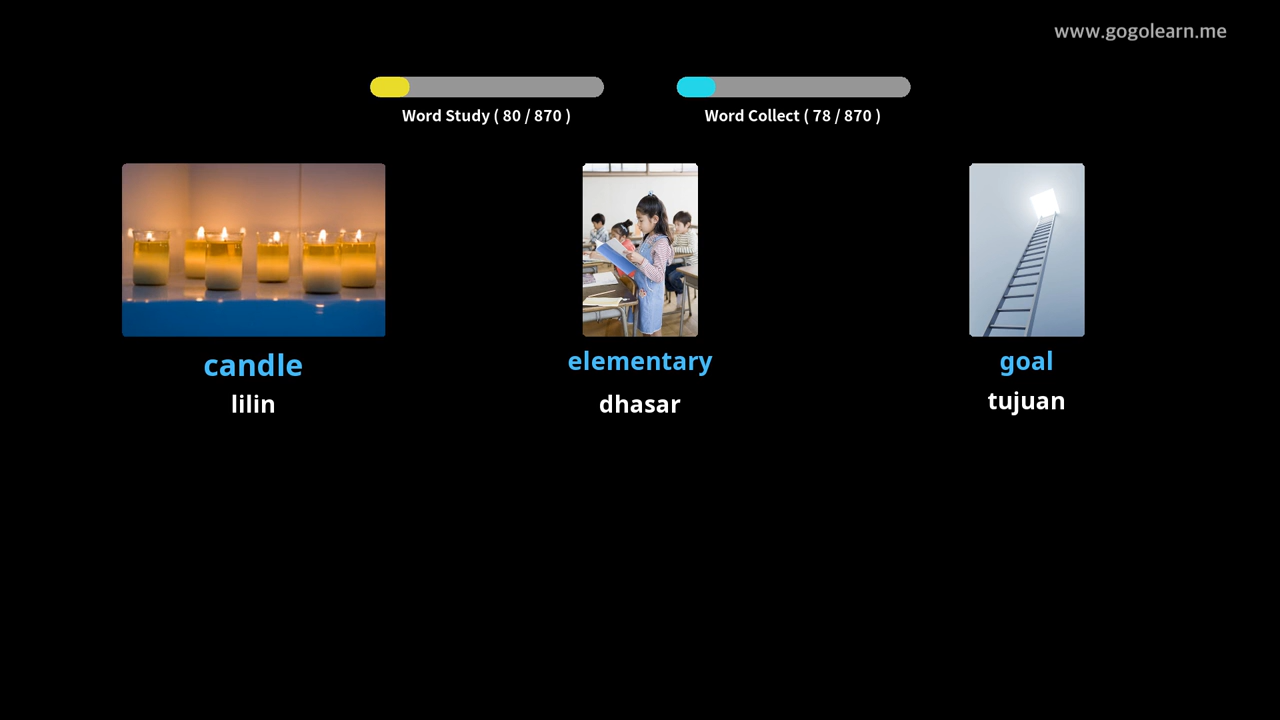 www.gogolearn.me
Word Study ( 80 / 870 )
Word Collect ( 78 / 870 )
candle
lilin
elementary
dhasar
goal
tujuan